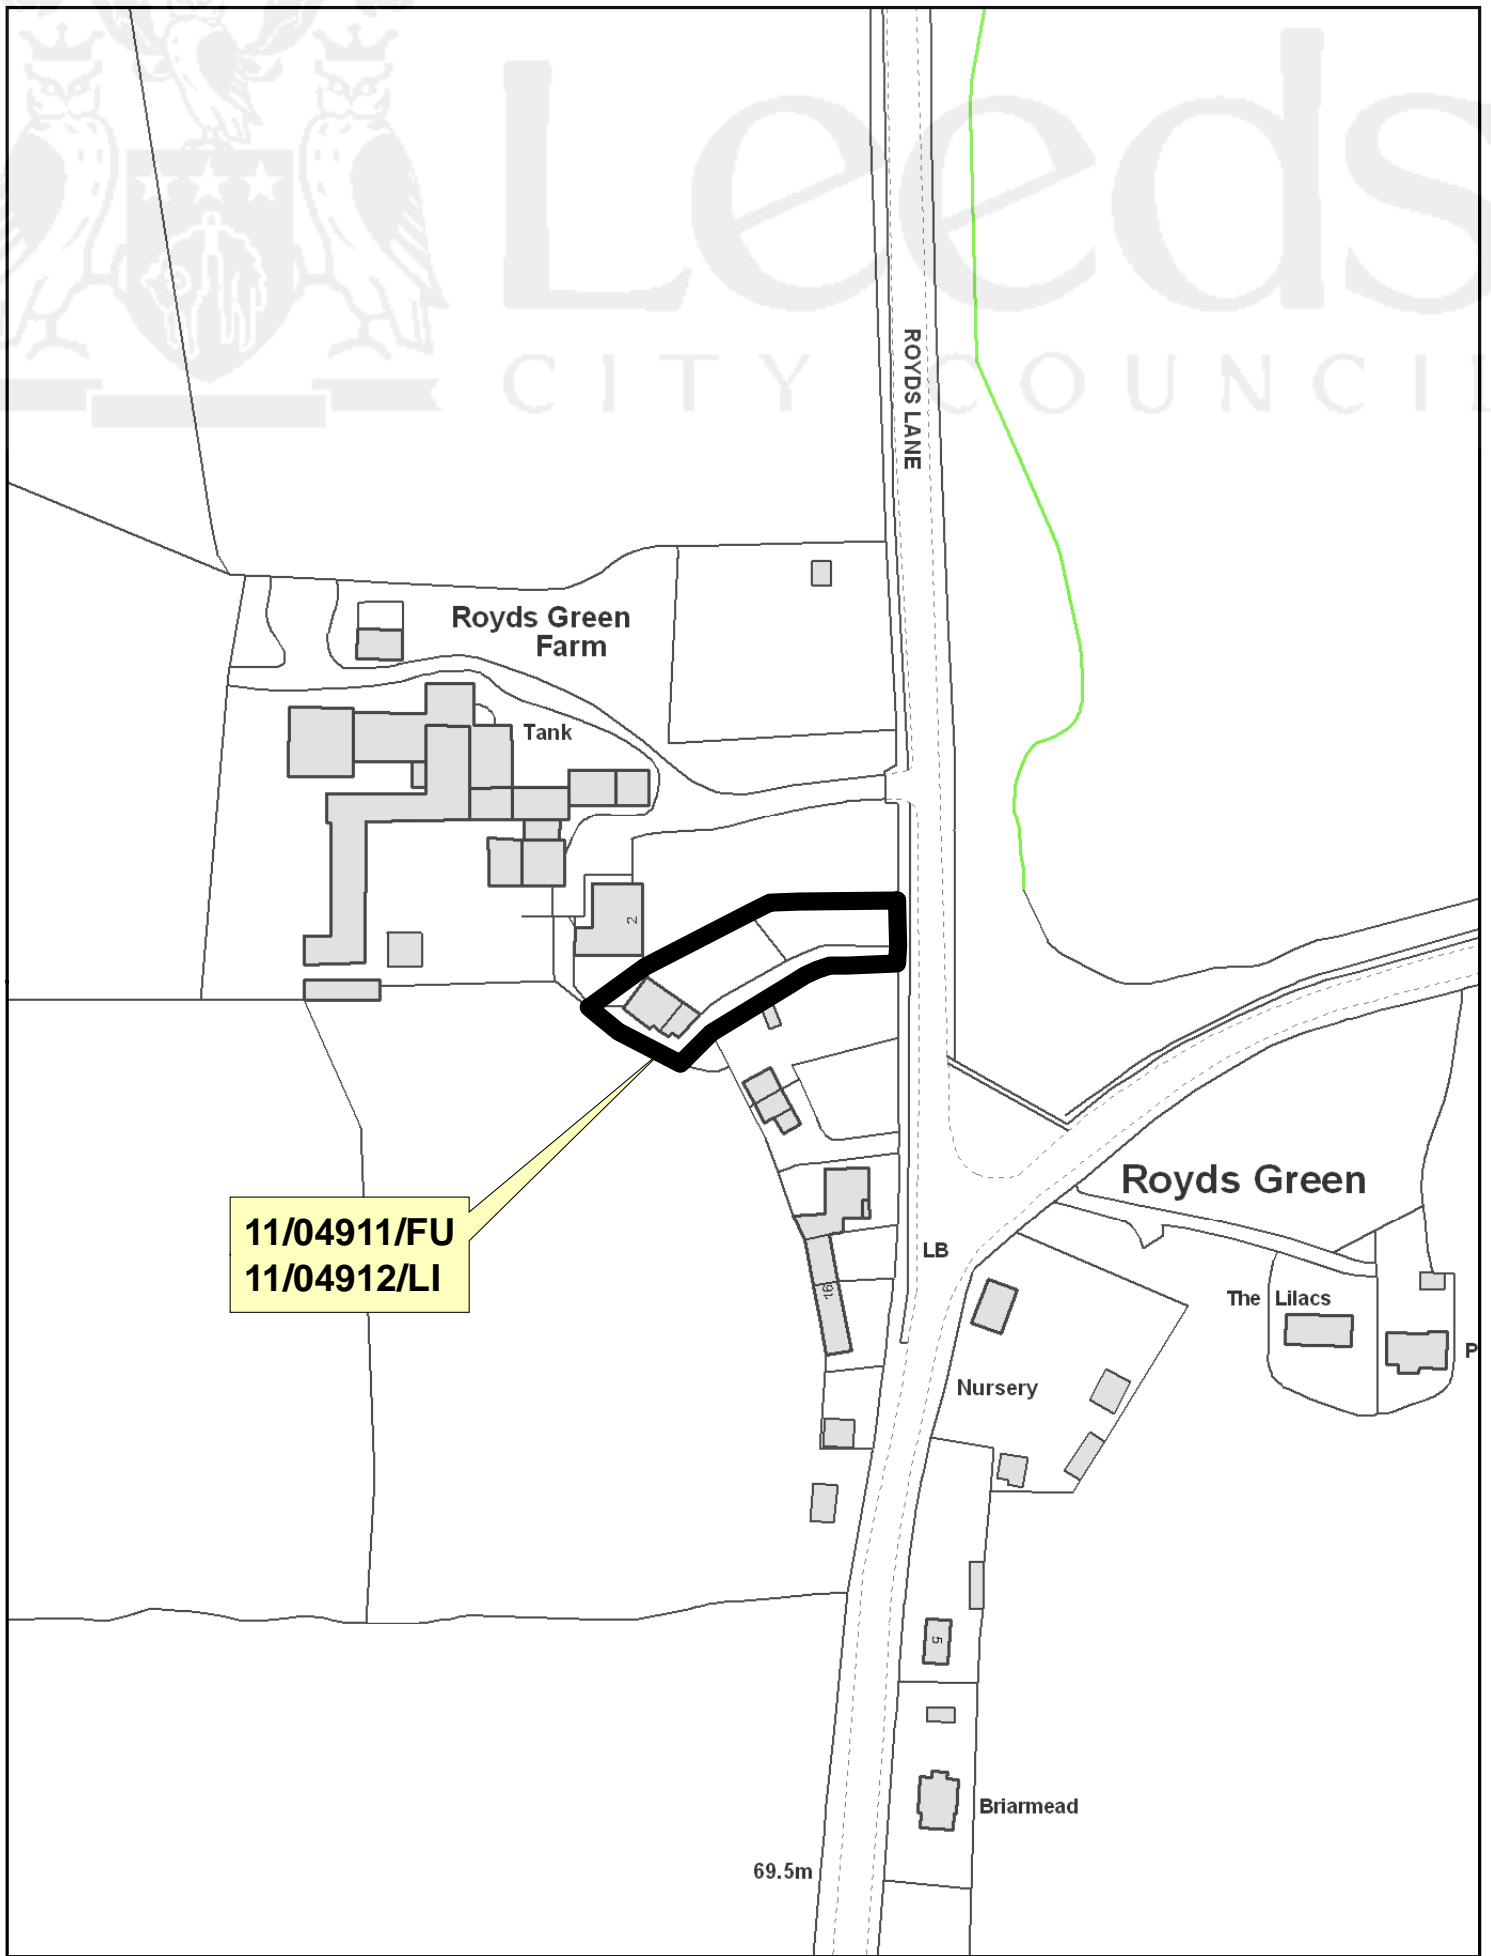 Leeds
CITY COUNCIL
ROYDS LANE
Royds Green
Farm
Tank
2
11/04911/FU
11/04912/LI
Royds Green
LB
16
The Lilacs
P
Nursery
5
Briarmead
69.5m